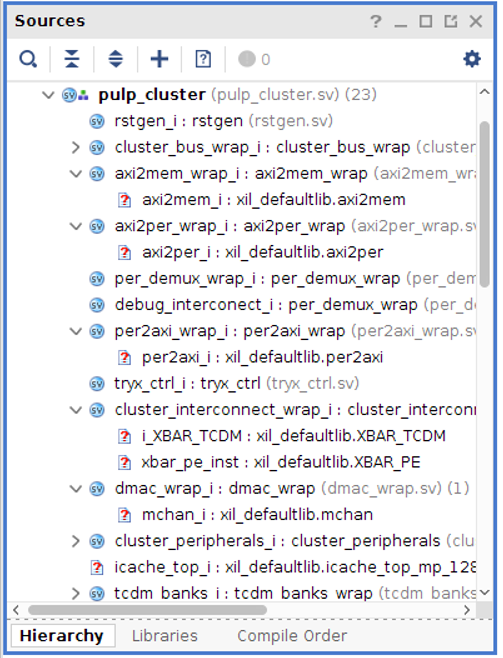 Sources
0
pulp_cluster (pulp_cluster.sv) (23)
rstgen_i : rstgen (rstgen.sv)
cluster_bus_wrap_i : cluster_bus_wrap (cluster
axi2mem_wrap_i : axi2mem_wrap (axi2mem_wra
axi2mem_i : xil_defaultlib.axi2mem
axi2per_wrap_i : axi2per_wrap (axi2per_wrap.sv
axi2per_i : xil_defaultlib.axi2per
per_demux_wrap_i : per_demux_wrap (per_dem
debug_interconect_i : per_demux_wrap (per_de
per2axi_wrap_i : per2axi_wrap (per2axi_wrap.sv
per2axi_i : xil_defaultlib.per2axi
tryx_ctrl_i : tryx_ctrl (tryx_ctrl.sv)
cluster_interconnect_wrap_i : cluster_interconn
i_XBAR_TCDM : xil_defaultlib.XBAR_TCDM
xbar_pe_inst : xil_defaultlib.XBAR_PE
dmac_wrap_i : dmac_wrap (dmac_wrap.sv) (1)
mchan_i : xil_defaultlib.mchan
cluster_peripherals_i : cluster_peripherals (clu
icache_top_i : xil_defaultlib.icache_top_mp_128
tcdm_banks_i : tcdm_banks_wrap (tcdm_banks
Hierarchy Libraries Compile Order